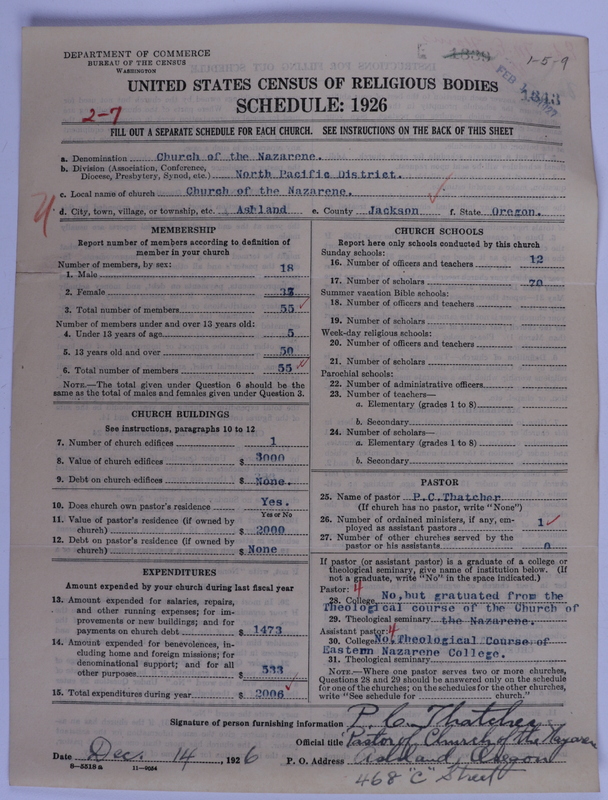 DEPARTMENT OF COMMERCE
BUREAU OF THE CENSUS
WASHINGTON
1-5-9
1343
UNITED STATES CENSUS OF RELIGIOUS BODIES
SCHEDULE: 1926
2-7
FILL OUT A SEPARATE SCHEDULE FOR EACH CHURCH. SEE INSTRUCTIONS ON THE BACK OF THIS SHEET
a. Denomination Church of the Nazarene.
b. Division (Association, Conference, Diocese, Presbytery, Synod, etc.) North Pacific District.
c. Local name of church Church of the Nazarene.
d. City, town, village, or township, etc. Ashland e. County Jackson f. State Oregon.
MEMBERSHIP
Report number of members according to definition of
member in your church
Number of members, by sex:
1. Male 18
2. Female 37
3. Total number of members 55
Number of members under and over 13 years old:
4. Under 13 years of age 5
5. 13 years old and over 50
6. Total number of members 55
NOTE.—The total given under Question 6 should be the
same as the total of males and females given under Question 3.
CHURCH BUILDINGS
See instructions, paragraphs 10 to 12
7. Number of church edifices 1
8. Value of church edifices $ 3000
9. Debt on church edifices $ None.
10. Does church own pastor's residence Yes.
Yes or No
11. Value of pastor's residence (if owned by
church) $ 2000
12. Debt on pastor's residence (if owned by
church) $ None
EXPENDITURES
Amount expended by your church during last fiscal year
13. Amount expended for salaries, repairs,
and other running expenses; for im-
provements or new buildings; and for
payments on church debt $ 1473
14. Amount expended for benevolences, in-
cluding home and foreign missions; for
denominational support; and for all
other purposes $ 533
15. Total expenditures during year $ 2006
CHURCH SCHOOLS
Report here only schools conducted by this church
Sunday schools:
16. Number of officers and teachers 12
17. Number of scholars 70
Summer vacation Bible schools:
18. Number of officers and teachers
19. Number of scholars
Week-day religious schools:
20. Number of officers and teachers
21. Number of scholars
Parochial schools:
22. Number of administrative officers
23. Number of teachers—
a. Elementary (grades 1 to 8)
b. Secondary
24. Number of scholars—
a. Elementary (grades 1 to 8)
b. Secondary
PASTOR
25. Name of pastor P.C.Thatcher
(If church has no pastor, write "None")
26. Number of ordained ministers, if any, em-
ployed as assistant pastors 1
27. Number of other churches served by the
pastor or his assistants 0
If pastor (or assistant pastor) is a graduate of a college or
theological seminary, give name of institution below. (If
not a graduate, write "No" in the space indicated.)
Pastor:
28. College No,but gratuated from the
Theological course of the Church of
29. Theological seminary the Nazarene.
Assistant pastor:
30. College No,Theological Course of
Eastern Nazarene College.
31. Theological seminary
NOTE.—Where one pastor serves two or more churches,
Questions 28 and 29 should be answered only on the schedule
for one of the churches; on the schedules for the other churches,
write "See schedule for church."
Signature of person furnishing information P. C. Thatcher
Official title Pastor of Church of the Nazarene
Date Dec. 14, 1926 P. O. Address Ashland, Oregon
8-5518a 11-9054 468 "C" Street